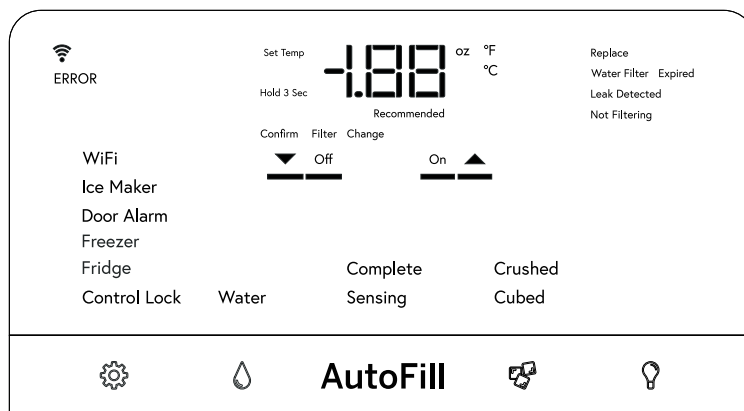 Set Temp
-1.88 oz °F
°C
Hold 3 Sec
Recommended
ERROR
Replace
Water Filter Expired
Leak Detected
Not Filtering
Confirm Filter Change
Off On
WiFi
Ice Maker
Door Alarm
Freezer
Fridge Complete Crushed
Control Lock Water Sensing Cubed
AutoFill